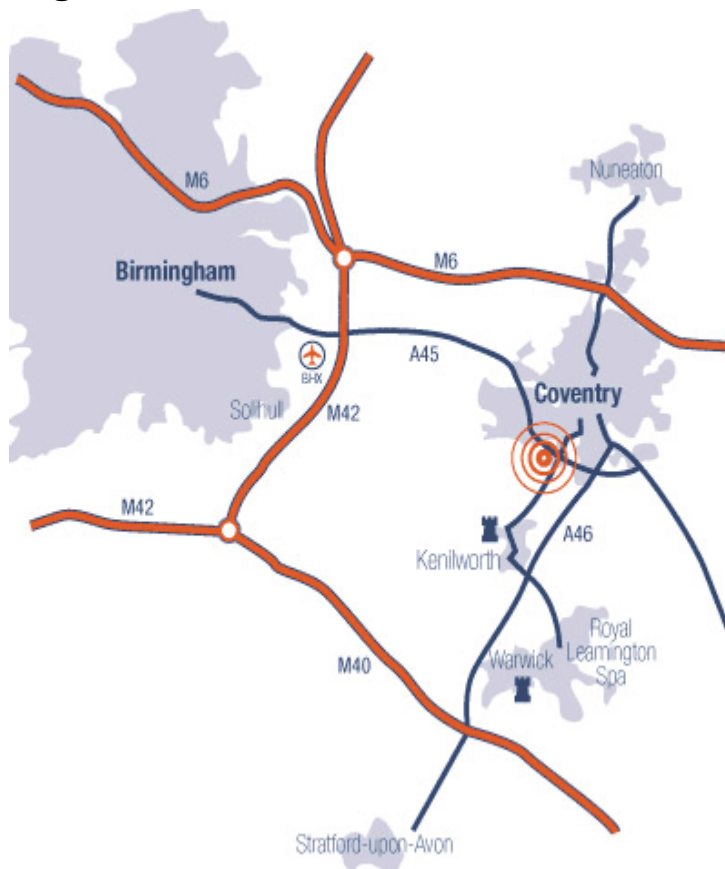 Nuneaton
M6
M6
Birmingham
A45
BHX
Coventry
Solihull
M42
M42
A46
Kenilworth
Royal
Leamington
Spa
Warwick
M40
Stratford-upon-Avon